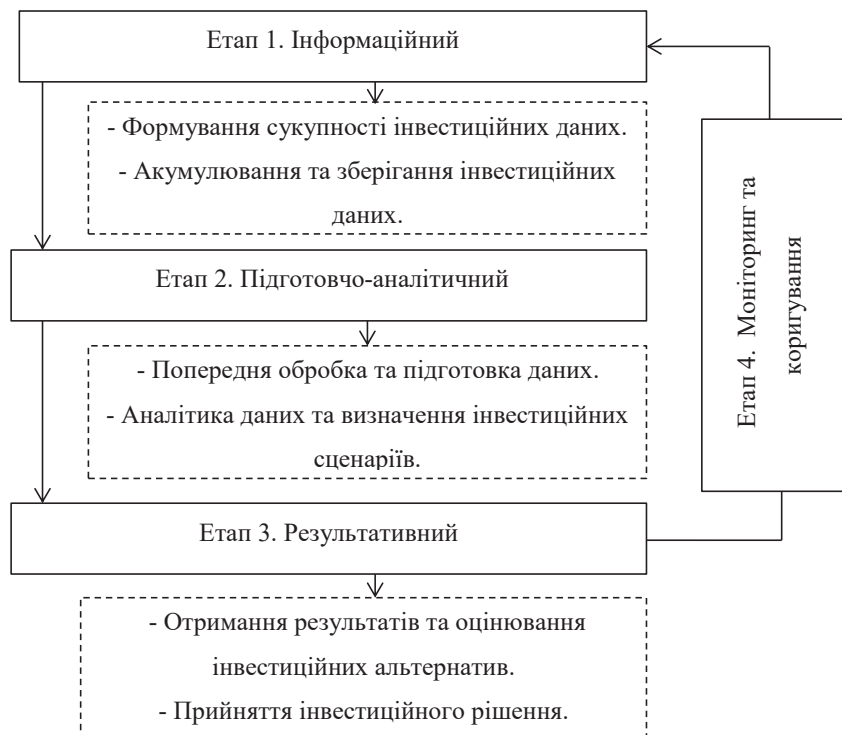 Етап 1. Інформаційний
- Формування сукупності інвестиційних даних.
- Акумулювання та зберігання інвестиційних
даних.
Етап 2. Підготовчо-аналітичний
- Попередня обробка та підготовка даних.
- Аналітика даних та визначення інвестиційних
сценаріїв.
Етап 3. Результативний
- Отримання результатів та оцінювання
інвестиційних альтернатив.
- Прийняття інвестиційного рішення.
Етап 4. Моніторинг та
коригування